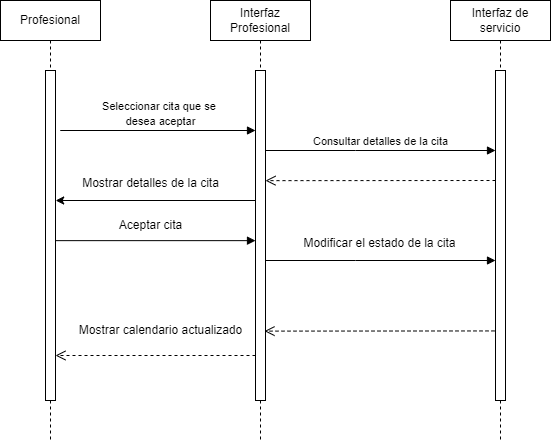 Profesional
Interfaz
Profesional
Interfaz de
servicio
Seleccionar cita que se
desea aceptar
Consultar detalles de la cita
Mostrar detalles de la cita
Aceptar cita
Modificar el estado de la cita
Mostrar calendario actualizado